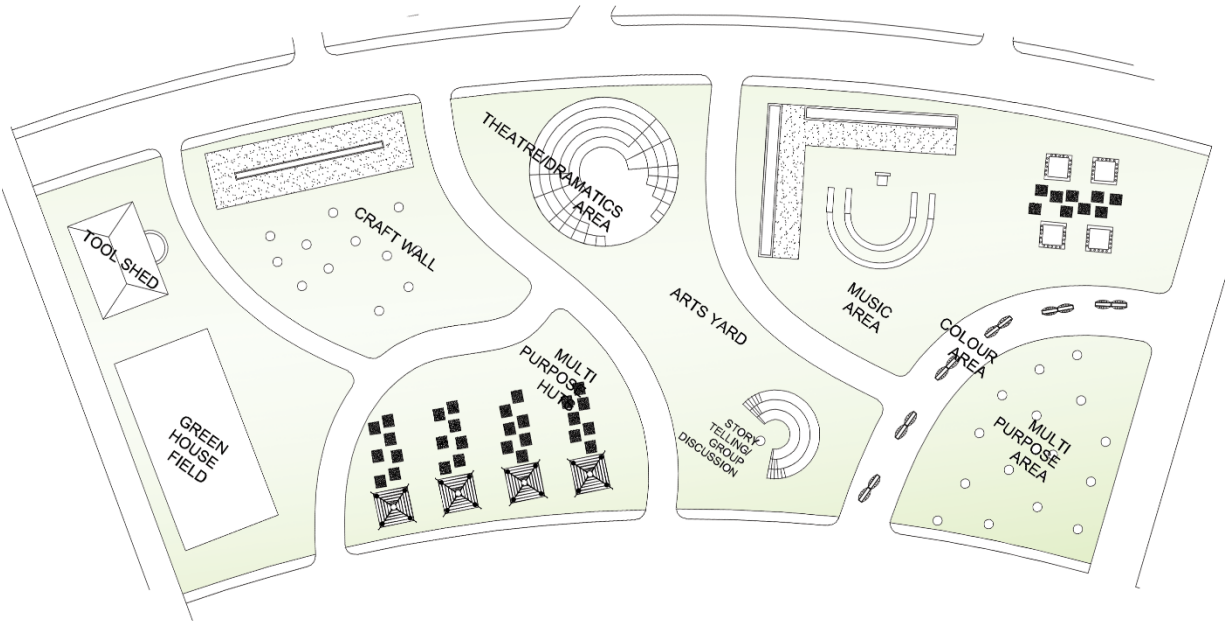 THEATRE/DRAMATICS
AREA
CRAFT WALL
TOOL SHED
ARTS YARD
MUSIC
AREA
COLOUR
AREA
MULTI
PURPOSE
HUTS
GREEN
HOUSE
FIELD
STORY
TELLING/
GROUP
DISCUSSION
MULTI
PURPOSE
AREA